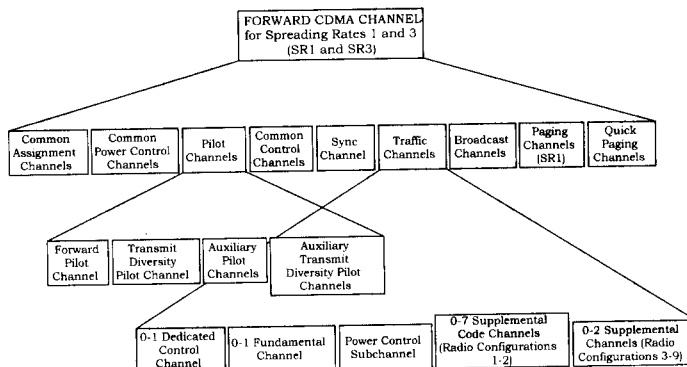 FORWARD CDMA CHANNEL
for Spreading Rates 1 and 3
(SR1 and SR3)
Common
Assignment
Channels
Common
Power Control
Channels
Pilot
Channels
Common
Control
Channels
Sync
Channel
Traffic
Channels
Broadcast
Channels
Paging
Channels
(SR1)
Quick
Paging
Channels
Forward
Pilot
Channel
Transmit
Diversity
Pilot Channel
Auxiliary
Pilot
Channels
Auxiliary
Transmit
Diversity Pilot
Channels
0-1 Dedicated
Control
Channel
0-1 Fundamental
Channel
Power Control
Subchannel
0-7 Supplemental
Code Channels
(Radio Configurations
1-2)
0-2 Supplemental
Channels (Radio
Configurations 3-9)